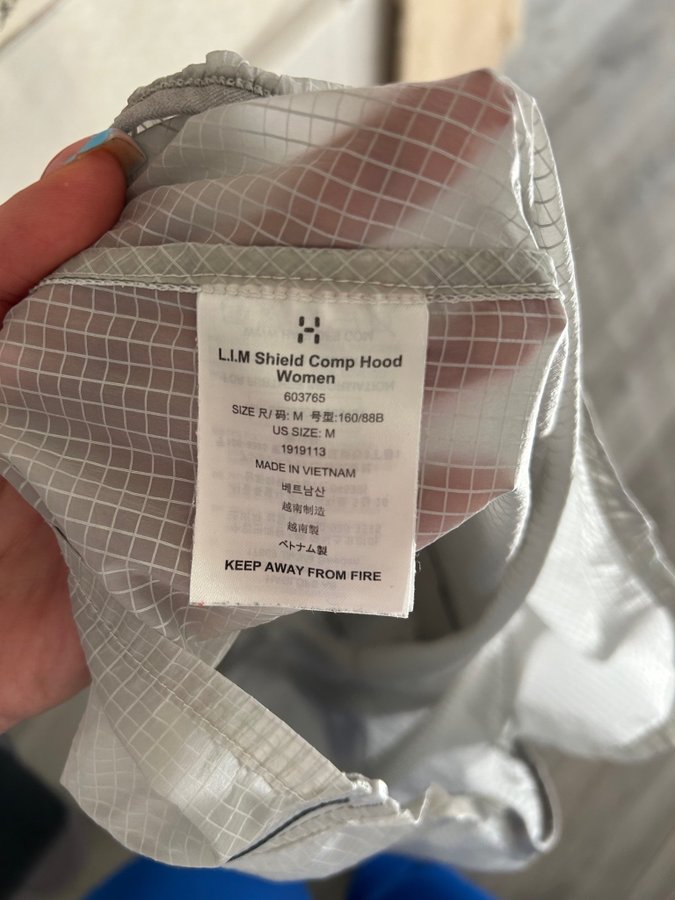 L.I.M Shield Comp Hood
Women
603765
SIZE 尺/ 码: M 号型:160/88B
US SIZE: M
1919113
MADE IN VIETNAM
베트남산
越南制造
越南製
ベトナム製
KEEP AWAY FROM FIRE